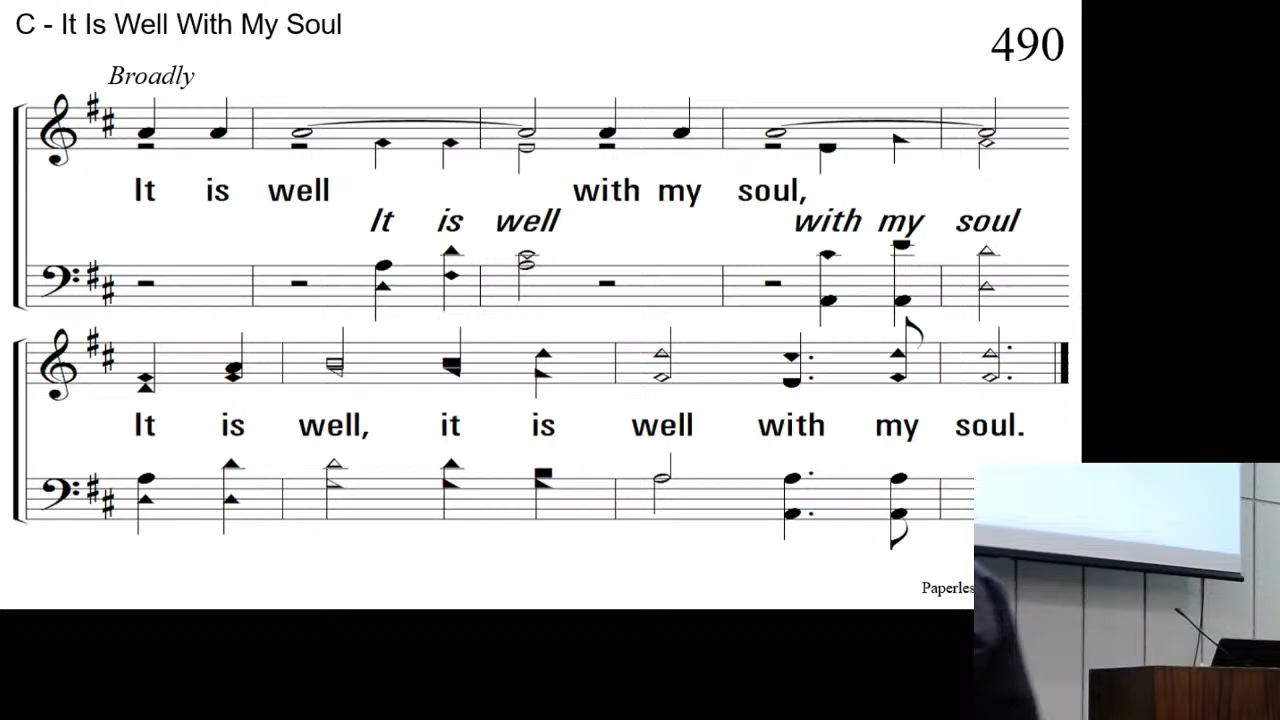 C - It Is Well With My Soul
490
Broadly
It is well with my soul,
It is well with my soul
It is well, it is well with my soul.